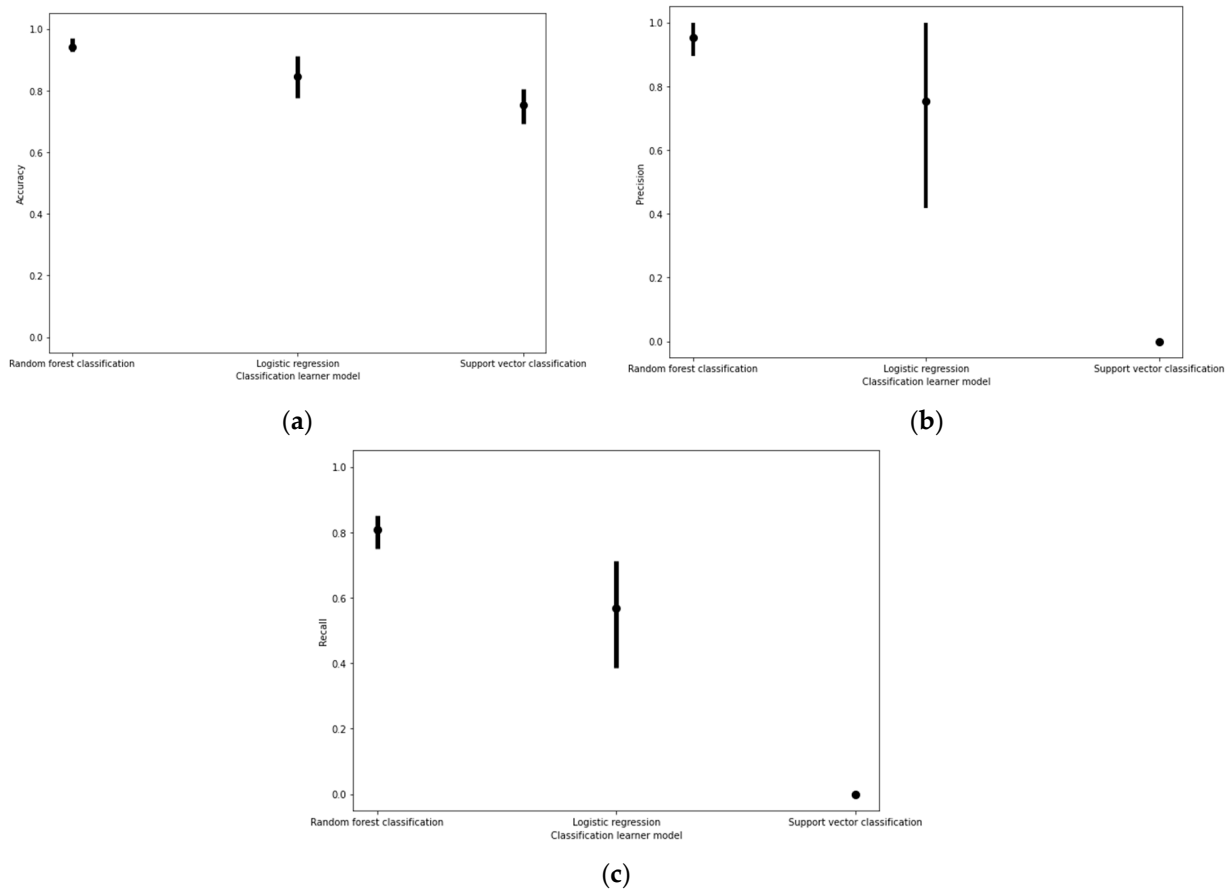 1.0
0.8
0.6
0.4
0.2
0.0
Accuracy
Random forest classification
Logistic regression
Support vector classification
Classification learner model
(a)
1.0
0.8
0.6
0.4
0.2
0.0
Precision
Random forest classification
Logistic regression
Support vector classification
Classification learner model
(b)
1.0
0.8
0.6
0.4
0.2
0.0
Recall
Random forest classification
Logistic regression
Support vector classification
Classification learner model
(c)